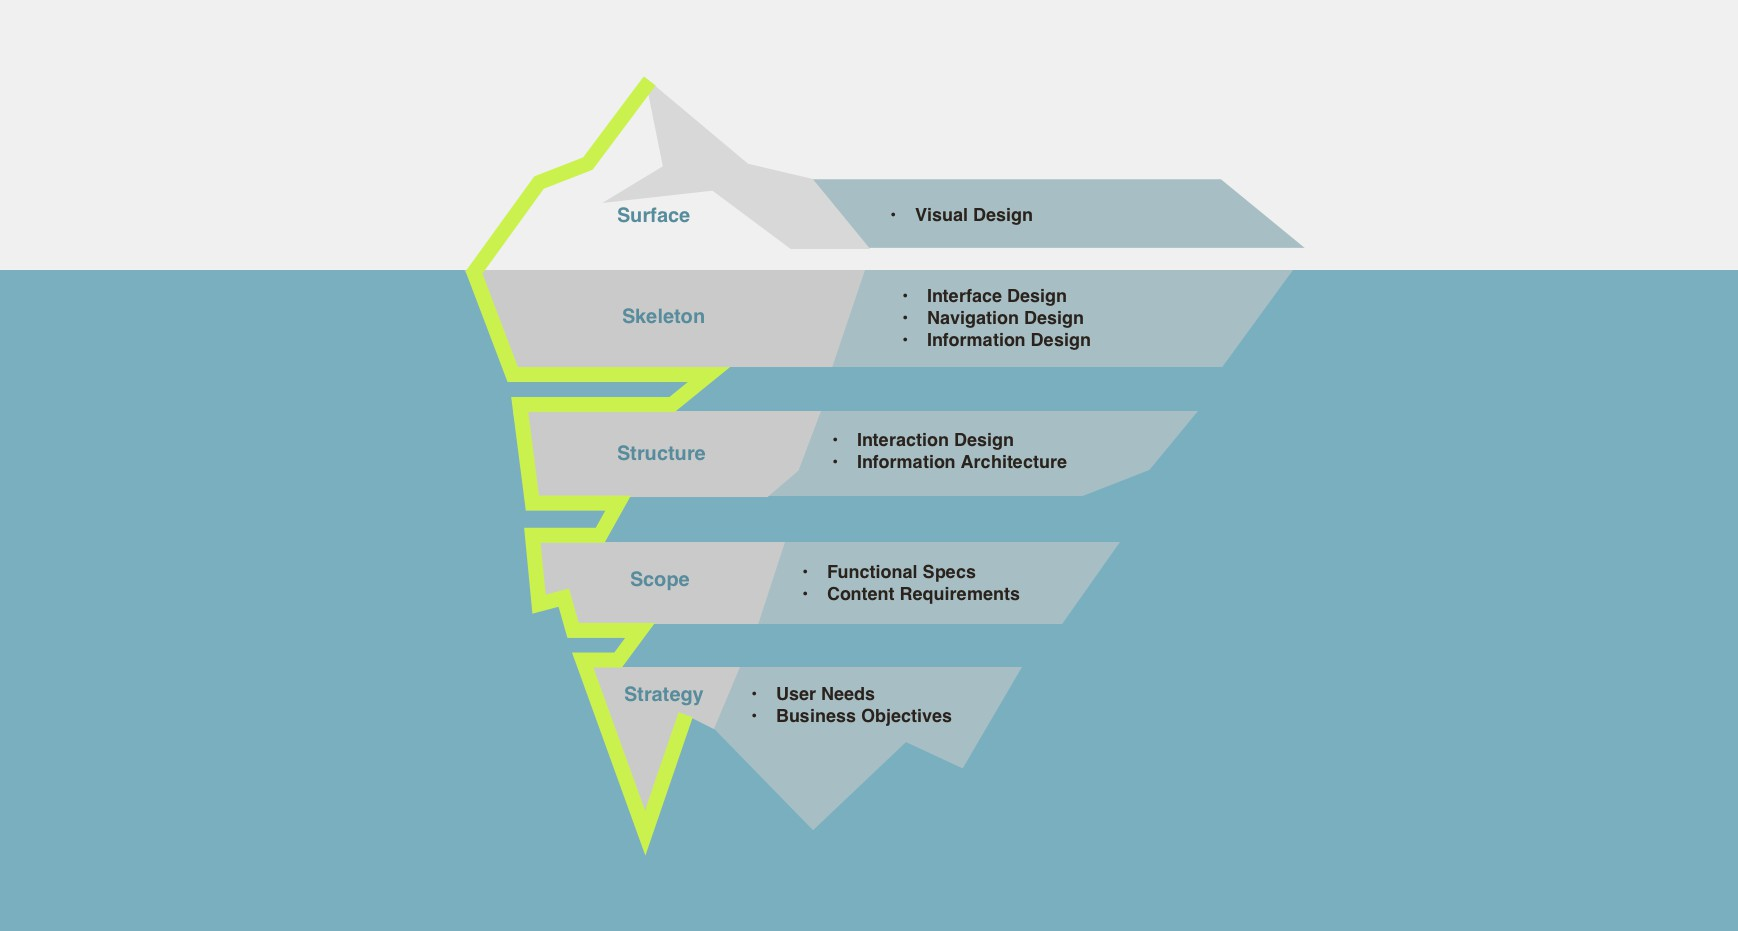 Surface
• Visual Design
Skeleton
• Interface Design
• Navigation Design
• Information Design
Structure
• Interaction Design
• Information Architecture
Scope
• Functional Specs
• Content Requirements
Strategy
• User Needs
• Business Objectives